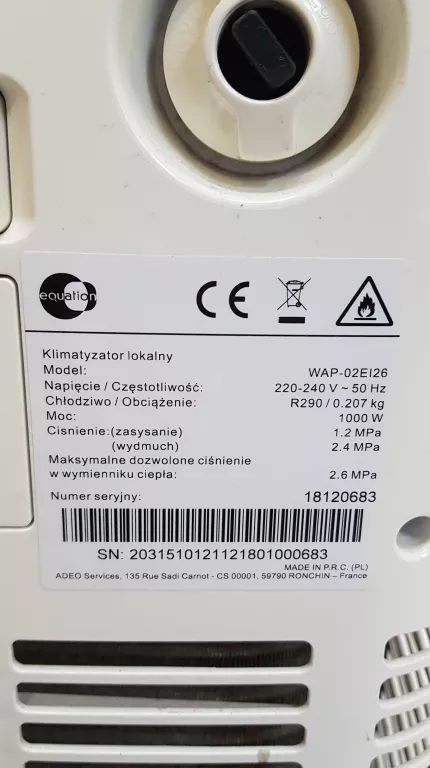 equation
CE
Klimatyzator lokalny
Model: WAP-02EI26
Napięcie / Częstotliwość: 220-240 V ~ 50 Hz
Chłodziwo / Obciążenie: R290 / 0.207 kg
Moc: 1000 W
Cisnienie:(zasysanie) 1.2 MPa
(wydmuch) 2.4 MPa
Maksymalne dozwolone ciśnienie
w wymienniku ciepła: 2.6 MPa
Numer seryjny: 18120683
SN: 2031510121121801000683
MADE IN P.R.C. (PL)
ADEO Services, 135 Rue Sadi Carnot - CS 00001, 59790 RONCHIN – France